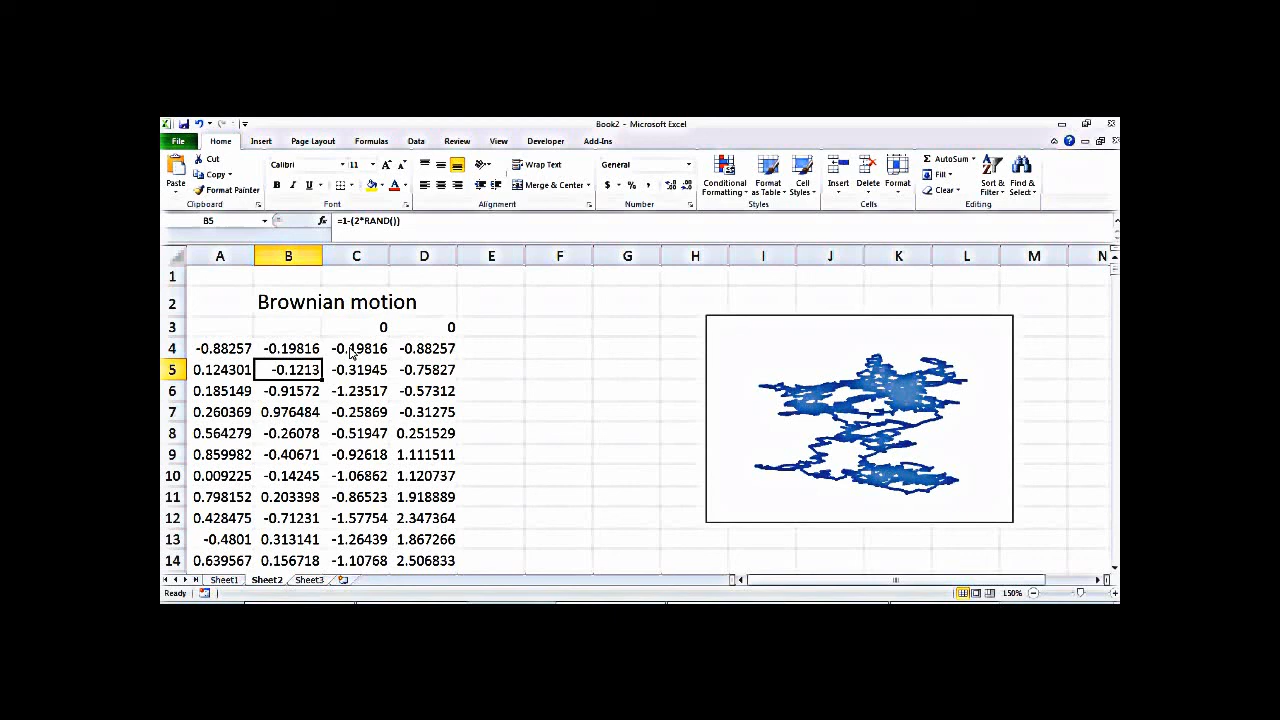 Book2 - Microsoft Excel
File Home Insert Page Layout Formulas Data Review View Developer Add-Ins
Paste Cut Copy Format Painter Clipboard
Calibri 11 A A B I U A Font
Wrap Text Merge & Center Alignment
General $ % , Number
Conditional Formatting Format as Table Cell Styles Styles
Insert Delete Format Cells
Σ AutoSum Fill Clear Sort & Filter Find & Select Editing
B5 fx =1-(2*RAND())
A B C D E F G H I J K L M N
1
2 Brownian motion
3 0 0
4 -0.88257 -0.19816 -0.19816 -0.88257
5 0.124301 -0.1213 -0.31945 -0.75827
6 0.185149 -0.91572 -1.23517 -0.57312
7 0.260369 0.976484 -0.25869 -0.31275
8 0.564279 -0.26078 -0.51947 0.251529
9 0.859982 -0.40671 -0.92618 1.111511
10 0.009225 -0.14245 -1.06862 1.120737
11 0.798152 0.203398 -0.86523 1.918889
12 0.428475 -0.71231 -1.57754 2.347364
13 -0.4801 0.313141 -1.26439 1.867266
14 0.639567 0.156718 -1.10768 2.506833
Sheet1 Sheet2 Sheet3
Ready 150%